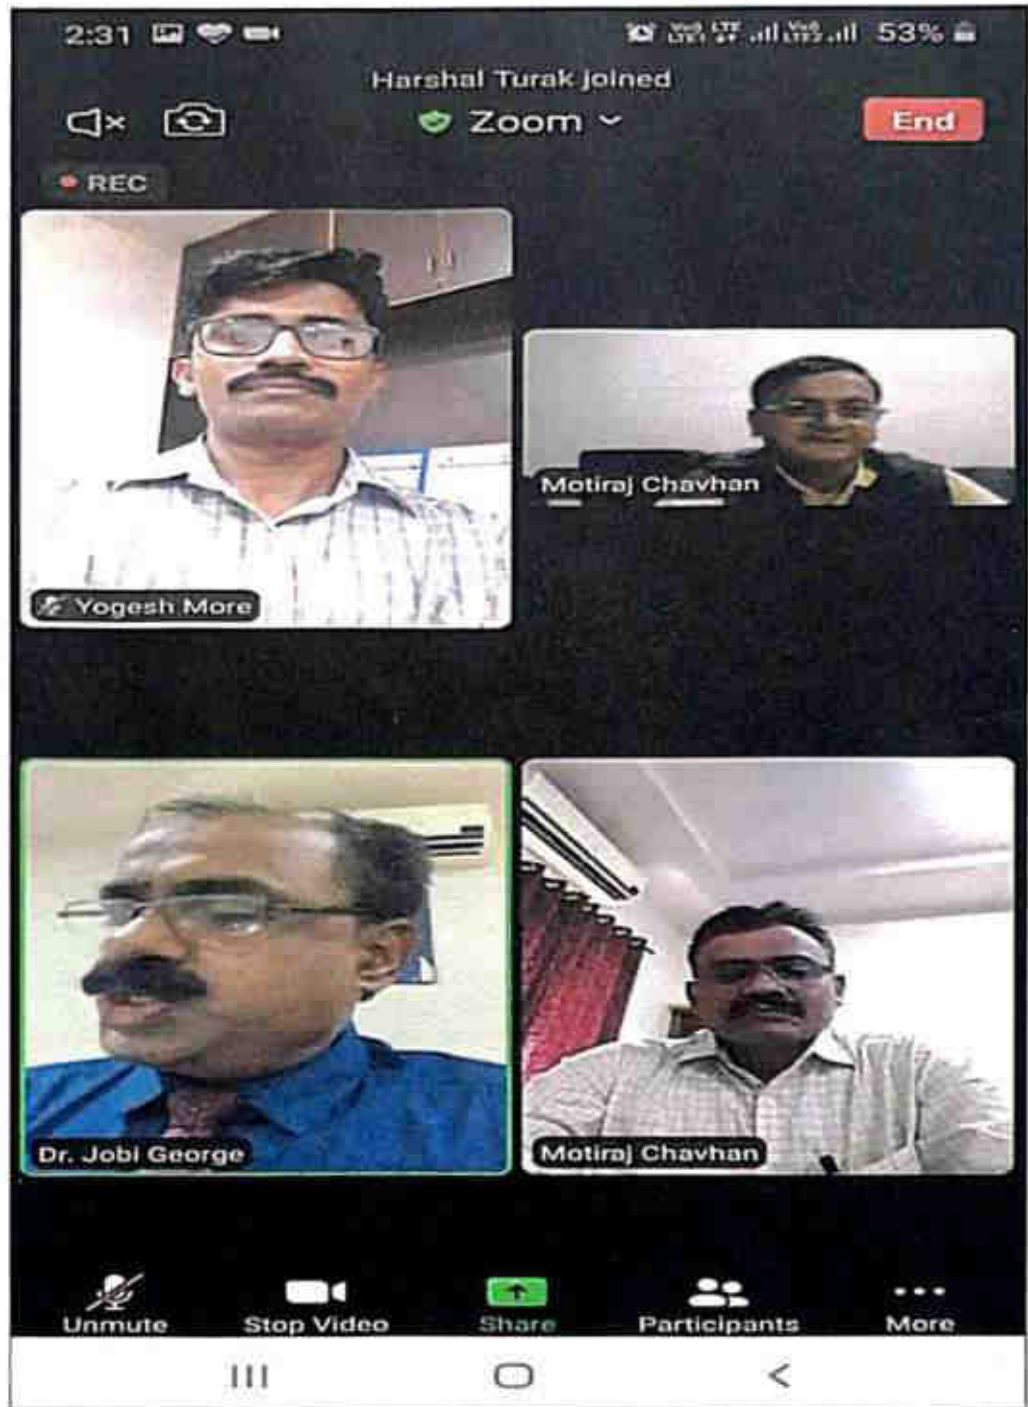 2:31 53%
Harshal Turak joined
Zoom
End
REC
Yogesh More
Motiraj Chavhan
Dr. Jobi George
Motiraj Chavhan
Unmute Stop Video Share Participants More